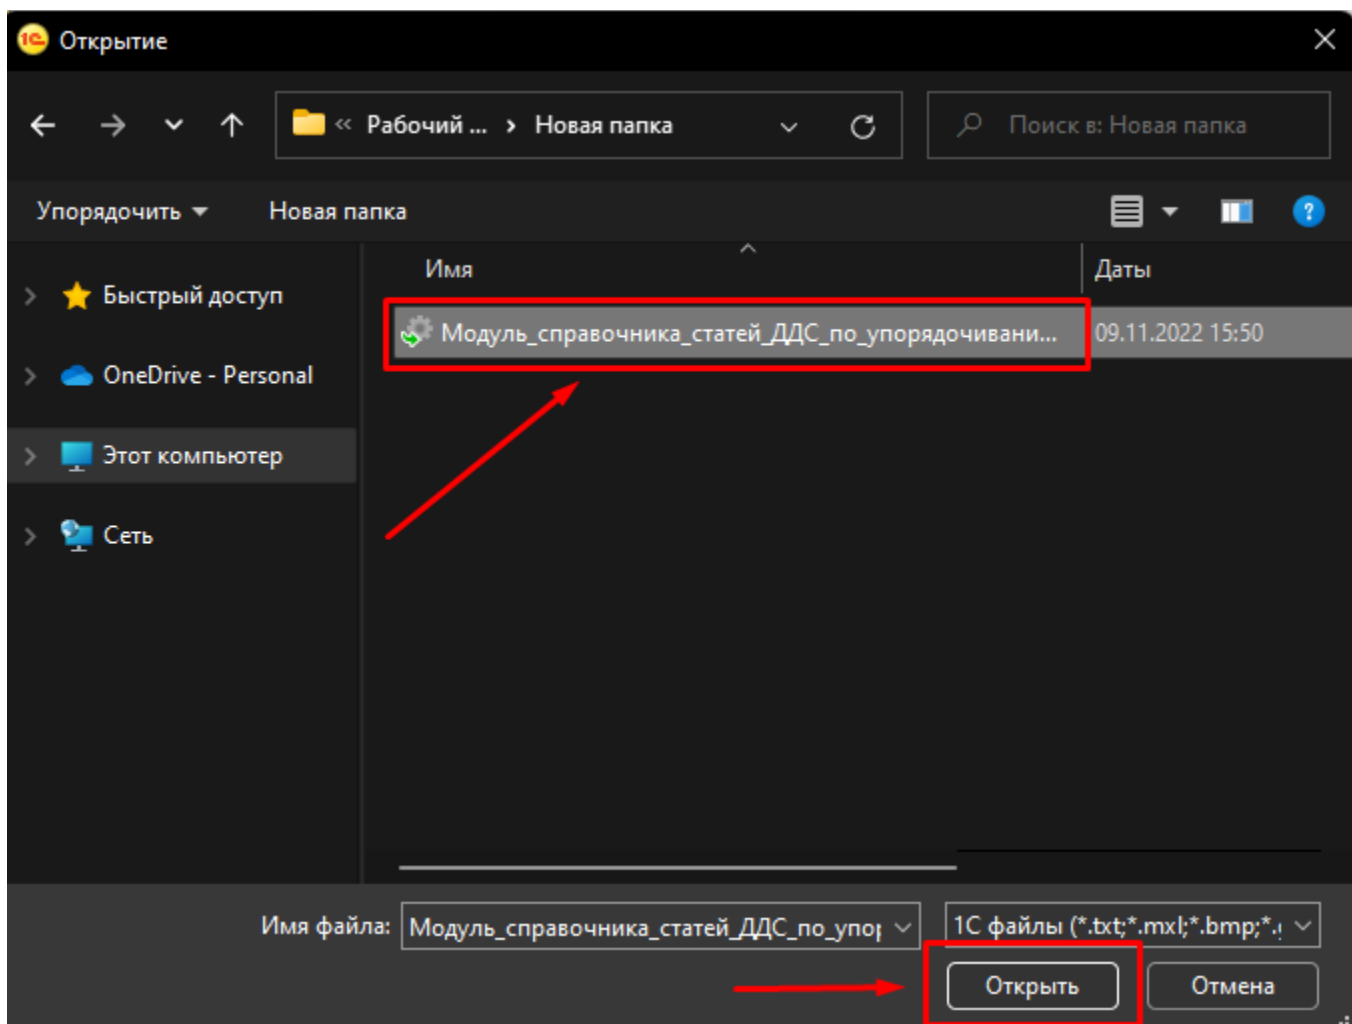 1С Открытие
« Рабочий ... › Новая папка
Поиск в: Новая папка
Упорядочить Новая папка
?
Имя Даты
Быстрый доступ
Модуль_справочника_статей_ДДС_по_упорядочивани... 09.11.2022 15:50
OneDrive - Personal
Этот компьютер
Сеть
Имя файла: Модуль_справочника_статей_ДДС_по_упор 1С файлы (*.txt;*.mxl;*.bmp;*.g
Открыть Отмена